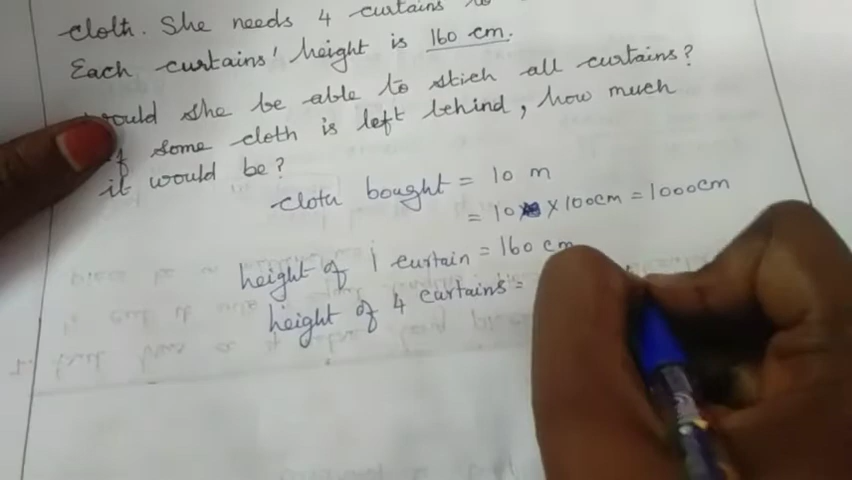 cloth. She needs 4 curtains
Each curtains' height is 160 cm.
would she be able to stich all curtains?
If some cloth is left behind, how much
it would be?
cloth bought = 10 m
= 10 × 100cm = 1000cm
height of 1 curtain = 160 cm
height of 4 curtains =